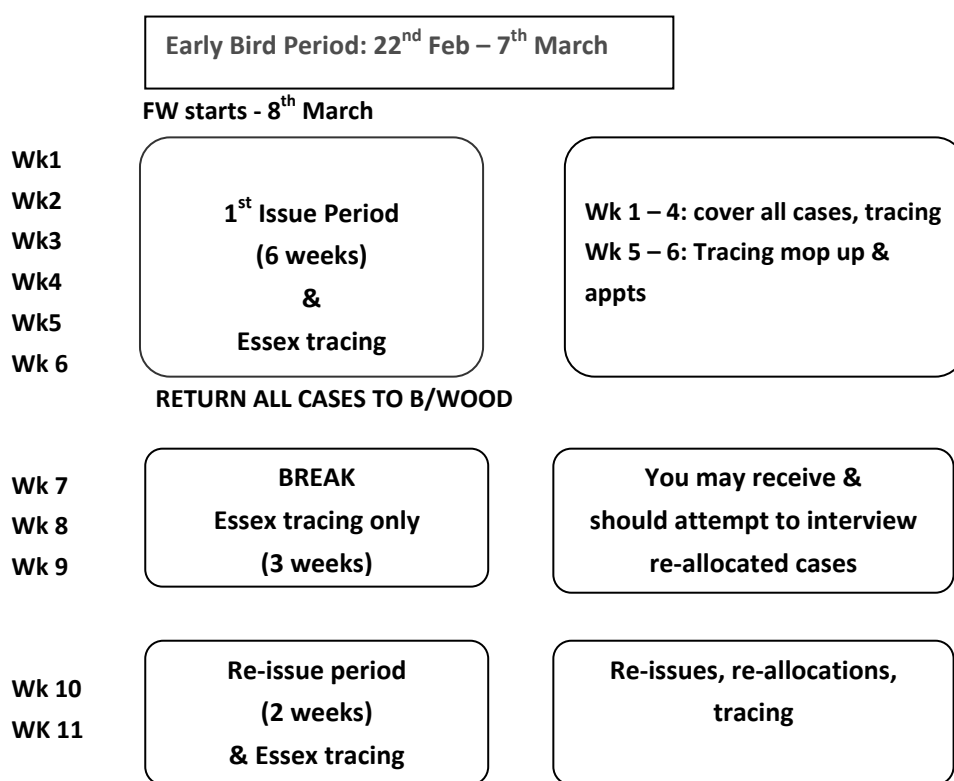 Early Bird Period: 22nd Feb – 7th March
FW starts - 8th March
Wk1
Wk2
Wk3
Wk4
Wk5
Wk 6
1st Issue Period
(6 weeks)
&
Essex tracing
Wk 1 – 4: cover all cases, tracing
Wk 5 – 6: Tracing mop up &
appts
RETURN ALL CASES TO B/WOOD
Wk 7
Wk 8
Wk 9
BREAK
Essex tracing only
(3 weeks)
You may receive &
should attempt to interview
re-allocated cases
Wk 10
WK 11
Re-issue period
(2 weeks)
& Essex tracing
Re-issues, re-allocations,
tracing